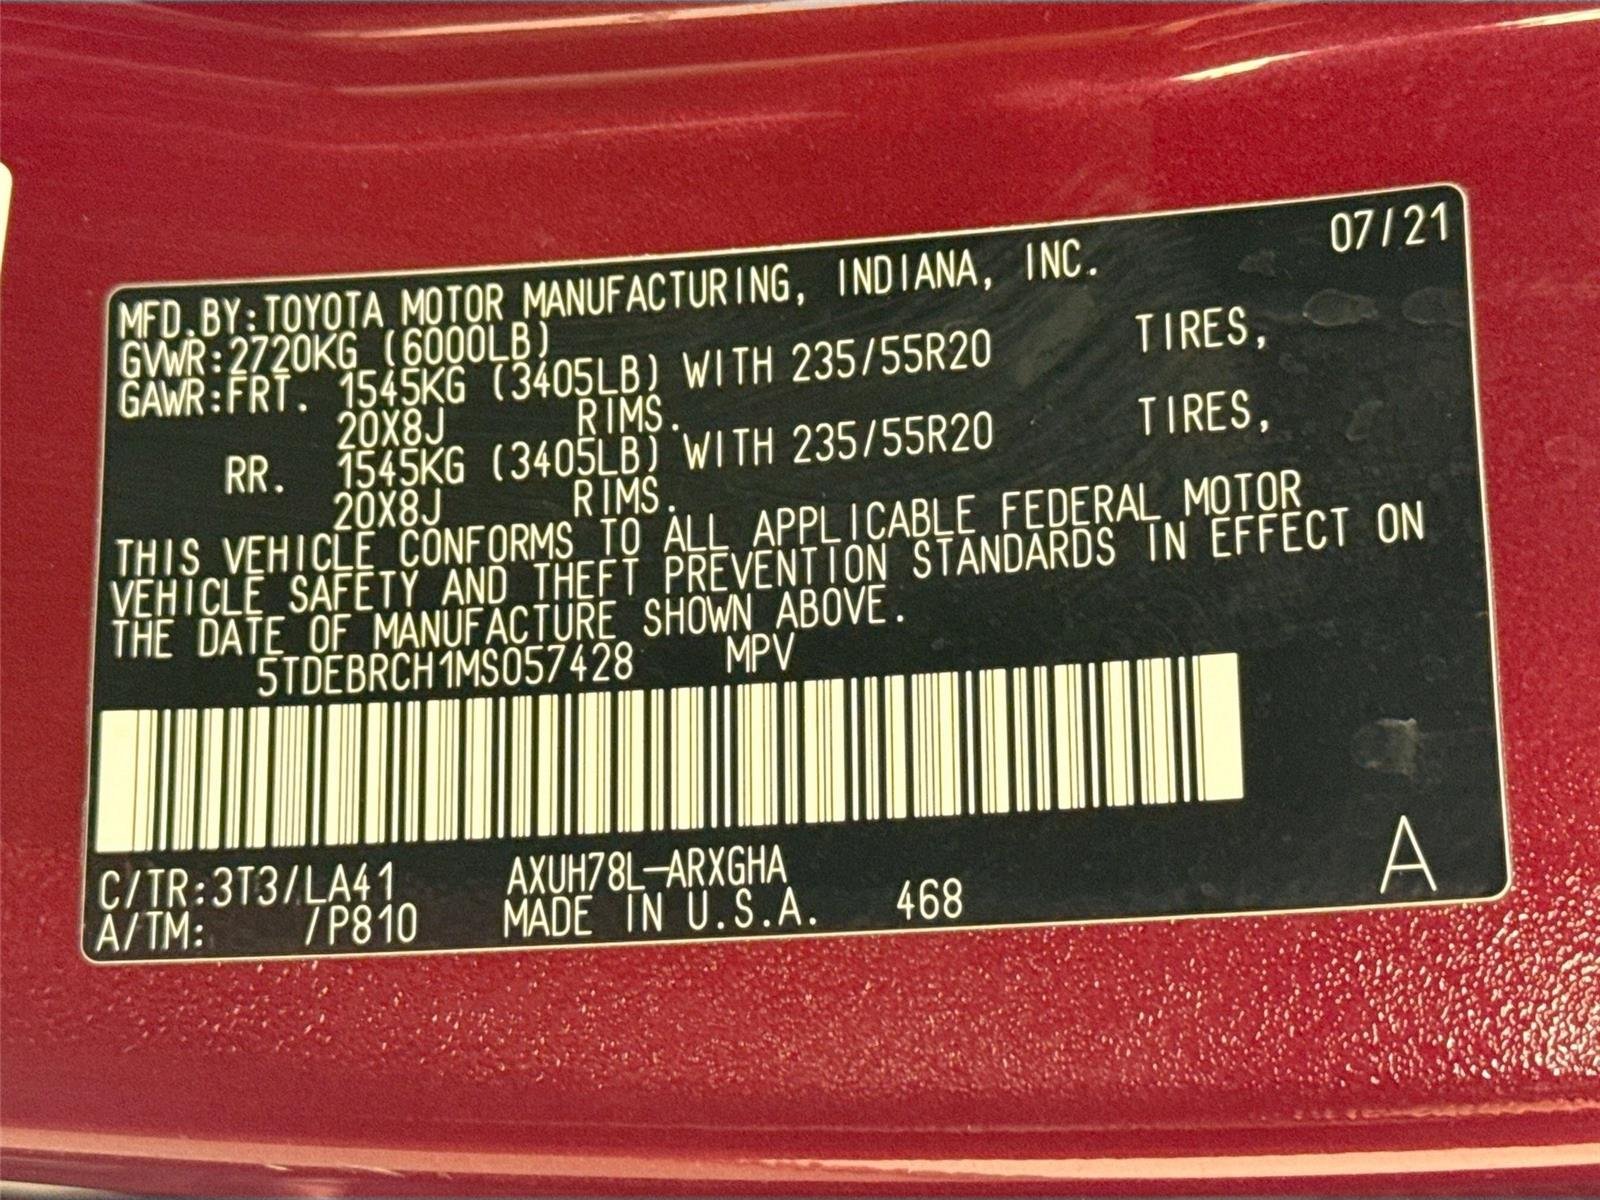 07/21
MFD.BY:TOYOTA MOTOR MANUFACTURING, INDIANA, INC.
GVWR:2720KG (6000LB)
GAWR:FRT. 1545KG (3405LB) WITH 235/55R20 TIRES,
20X8J RIMS.
RR. 1545KG (3405LB) WITH 235/55R20 TIRES,
20X8J RIMS.
THIS VEHICLE CONFORMS TO ALL APPLICABLE FEDERAL MOTOR
VEHICLE SAFETY AND THEFT PREVENTION STANDARDS IN EFFECT ON
THE DATE OF MANUFACTURE SHOWN ABOVE.
5TDEBRCH1MS057428 MPV
C/TR:3T3/LA41 AXUH78L-ARXGHA
A/TM: /P810 MADE IN U.S.A. 468
A